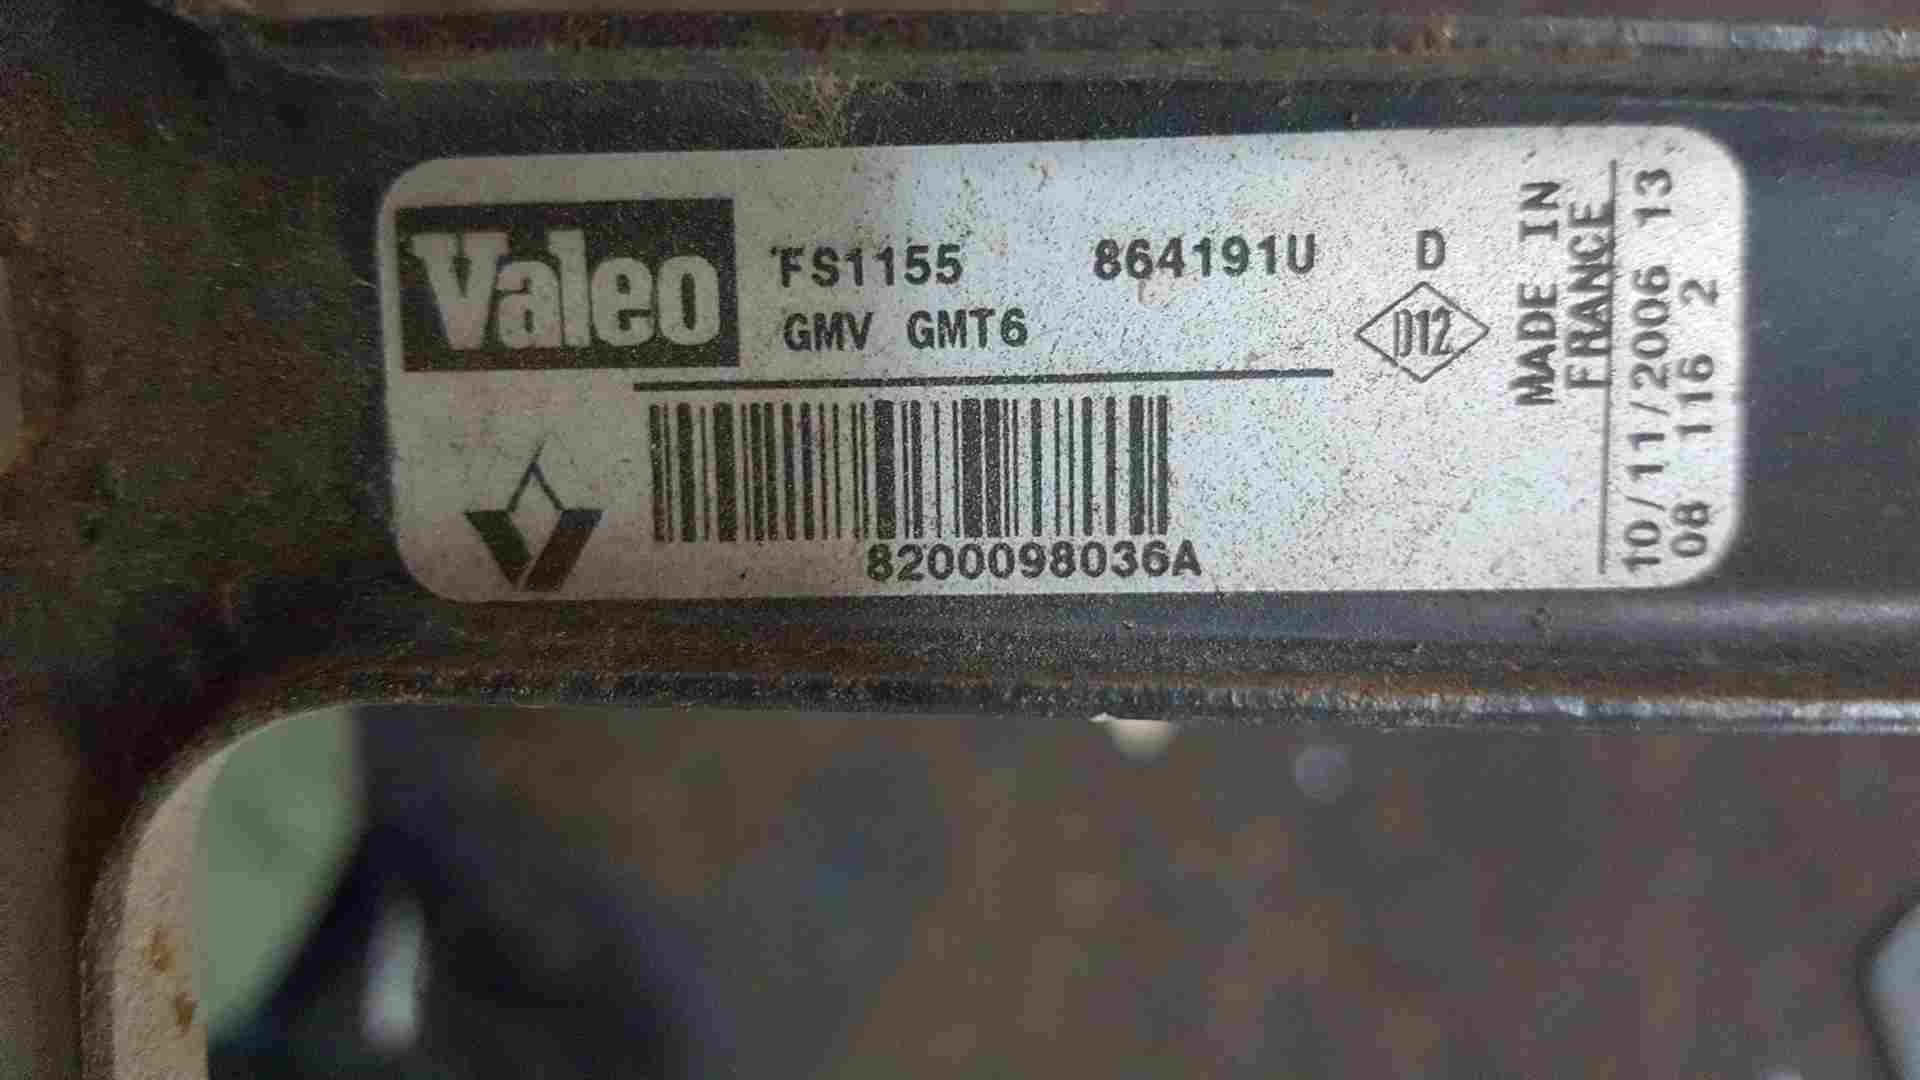 Valeo
FS1155 864191U D
GMV GMT6
D12
8200098036A
MADE IN
FRANCE
10/11/2006 13
08 116 2